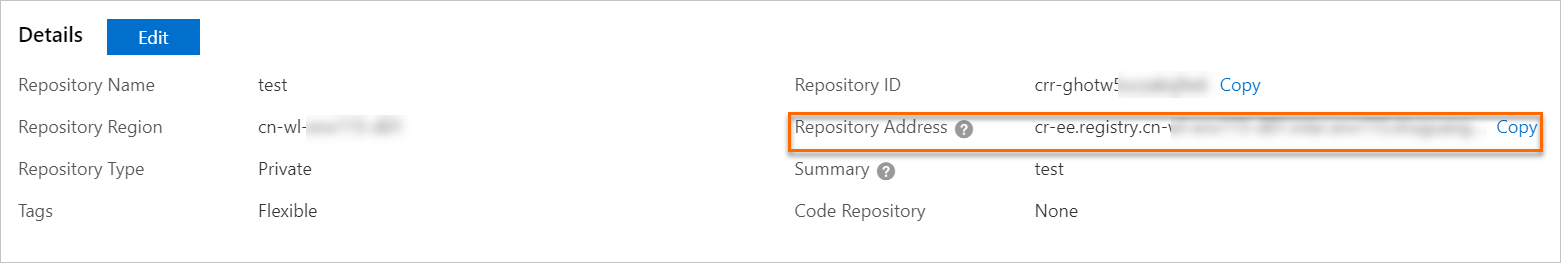 Details Edit
Repository Name test Repository ID crr-ghotw5 Copy
Repository Region cn-wl- Repository Address ? cr-ee.registry.cn- Copy
Repository Type Private Summary ? test
Tags Flexible Code Repository None